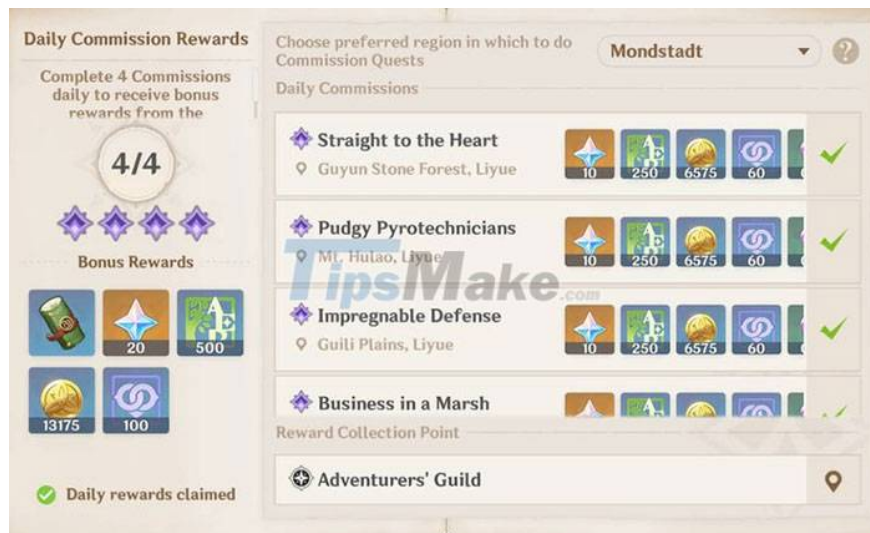 Daily Commission Rewards
Complete 4 Commissions
daily to receive bonus
rewards from the
4/4
Bonus Rewards
20
500
13175
100
Daily rewards claimed
Choose preferred region in which to do
Commission Quests
Mondstadt
?
Daily Commissions
Straight to the Heart
Guyun Stone Forest, Liyue
10 250 6575 60
Pudgy Pyrotechnicians
Mt. Hulao, Liyue
10 250 6575 60
TipsMake.com
Impregnable Defense
Guili Plains, Liyue
10 250 6575 60
Business in a Marsh
Reward Collection Point
Adventurers' Guild